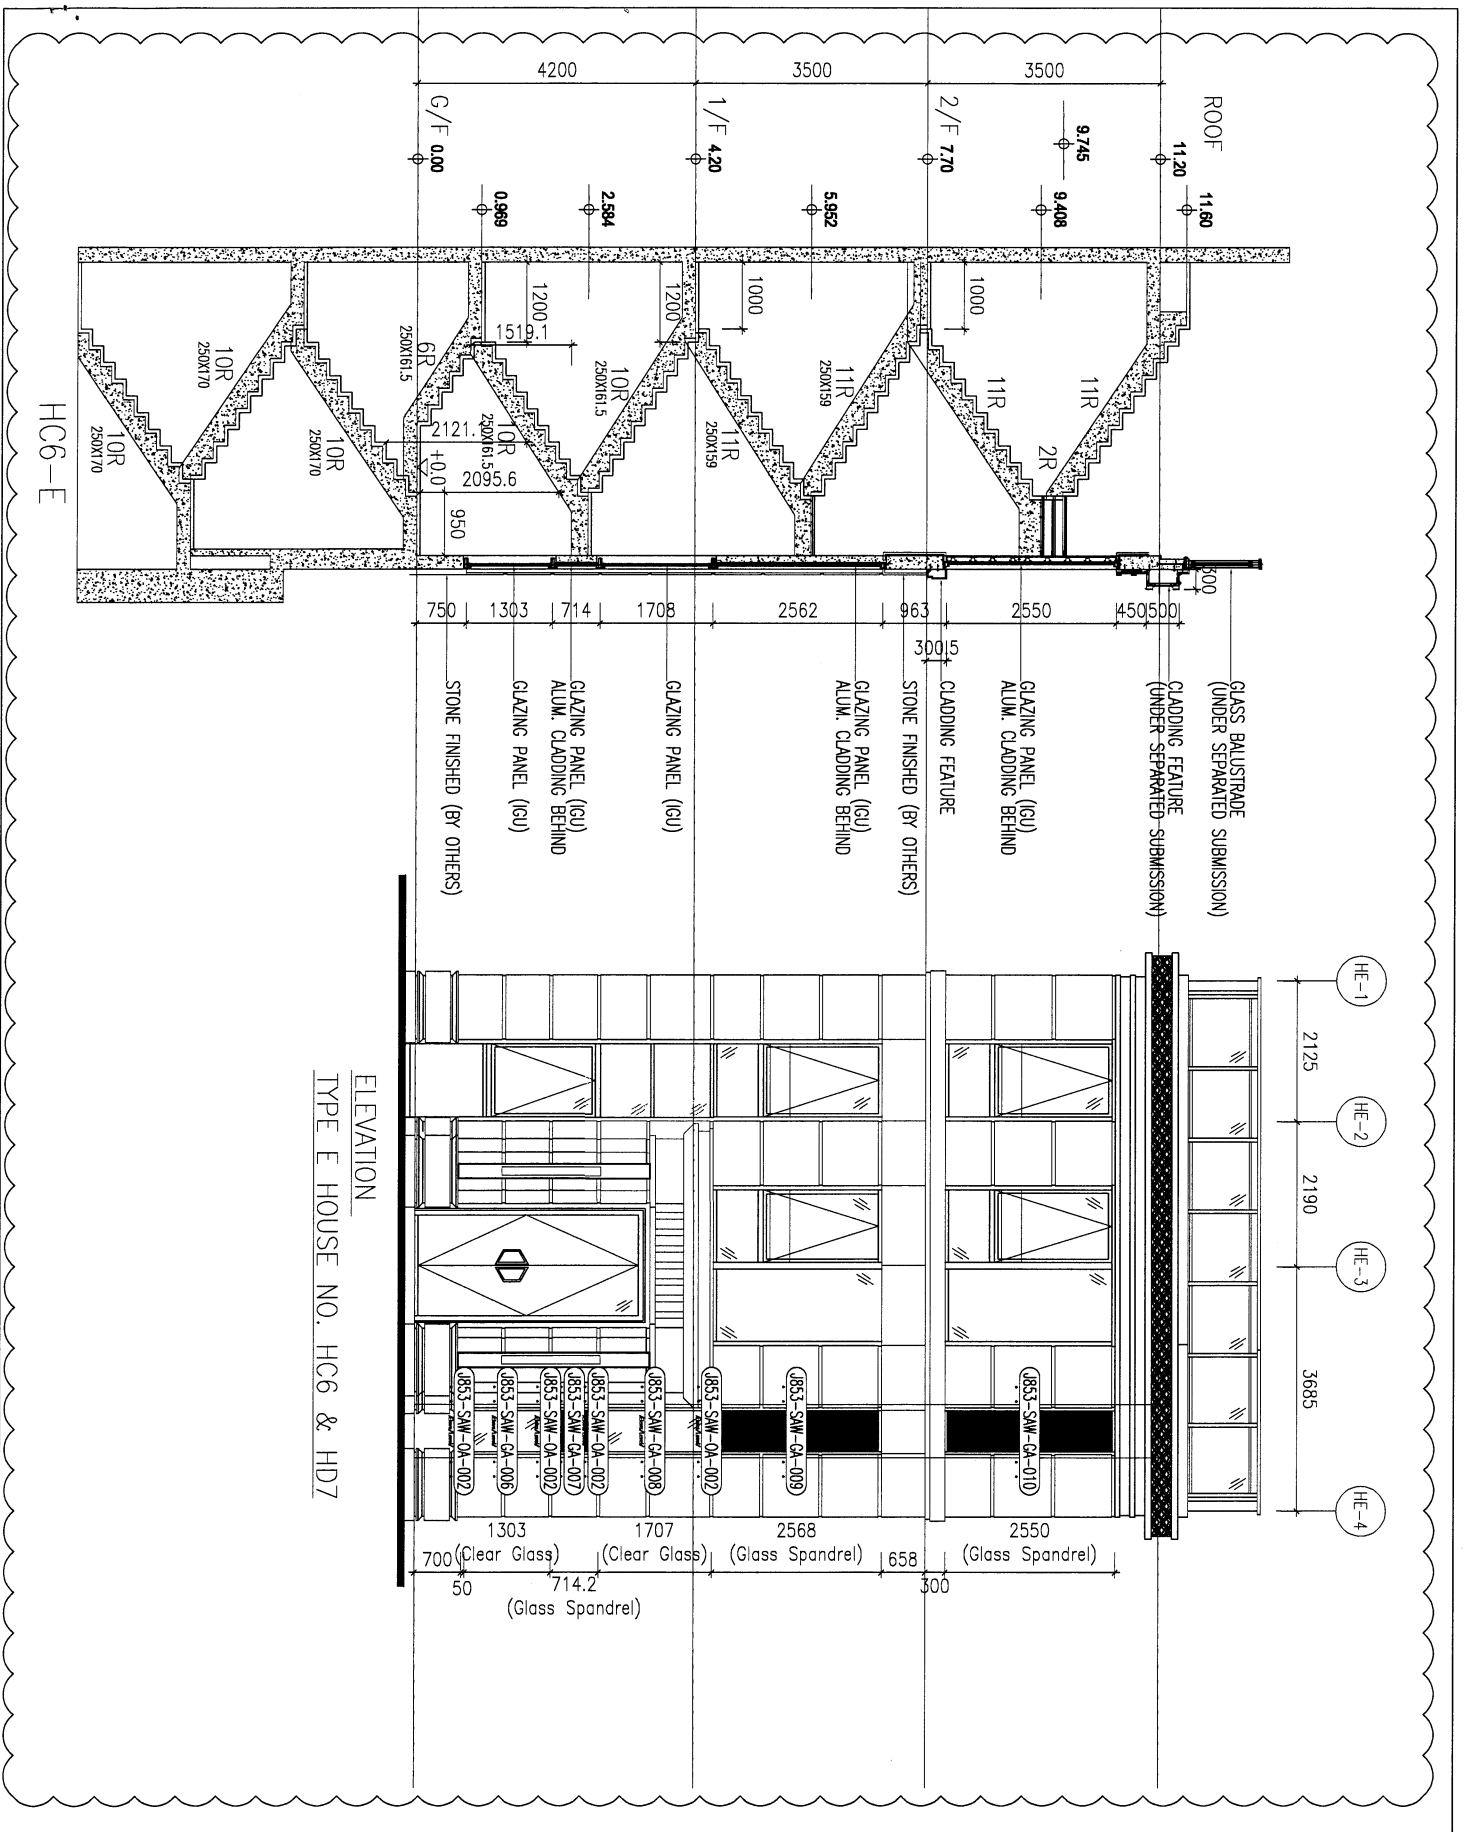 ROOF
11.20
11.60
3500
9.745
9.408
2/F 7.70
3500
5.952
1/F 4.20
4200
2.584
0.969
G/F 0.00
1000
1000
1200
1200
1519.1
11R
2R
11R
11R
250X159
11R
250X159
10R
250X161.5
10R
250X161.5
6R
250X161.5
2121.1
+0.0
2095.6
950
10R
250X170
10R
250X170
10R
250X170
HC6-E
300
500
450
2550
300.5
963
2562
1708
714
1303
750
GLASS BALUSTRADE
(UNDER SEPARATED SUBMISSION)
CLADDING FEATURE
(UNDER SEPARATED SUBMISSION)
GLAZING PANEL (IGU)
ALUM. CLADDING BEHIND
CLADDING FEATURE
STONE FINISHED (BY OTHERS)
GLAZING PANEL (IGU)
ALUM. CLADDING BEHIND
GLAZING PANEL (IGU)
GLAZING PANEL (IGU)
ALUM. CLADDING BEHIND
GLAZING PANEL (IGU)
STONE FINISHED (BY OTHERS)
HE-1
HE-2
HE-3
HE-4
2125
2190
3685
J853-SAW-GA-010
J853-SAW-GA-009
J853-SAW-OA-002
J853-SAW-GA-008
J853-SAW-OA-002
J853-SAW-GA-007
J853-SAW-OA-002
J853-SAW-GA-006
J853-SAW-OA-002
2550
(Glass Spandrel)
300
658
2568
(Glass Spandrel)
1707
(Clear Glass)
714.2
(Glass Spandrel)
1303
(Clear Glass)
50
700
ELEVATION
TYPE E HOUSE NO. HC6 & HD7